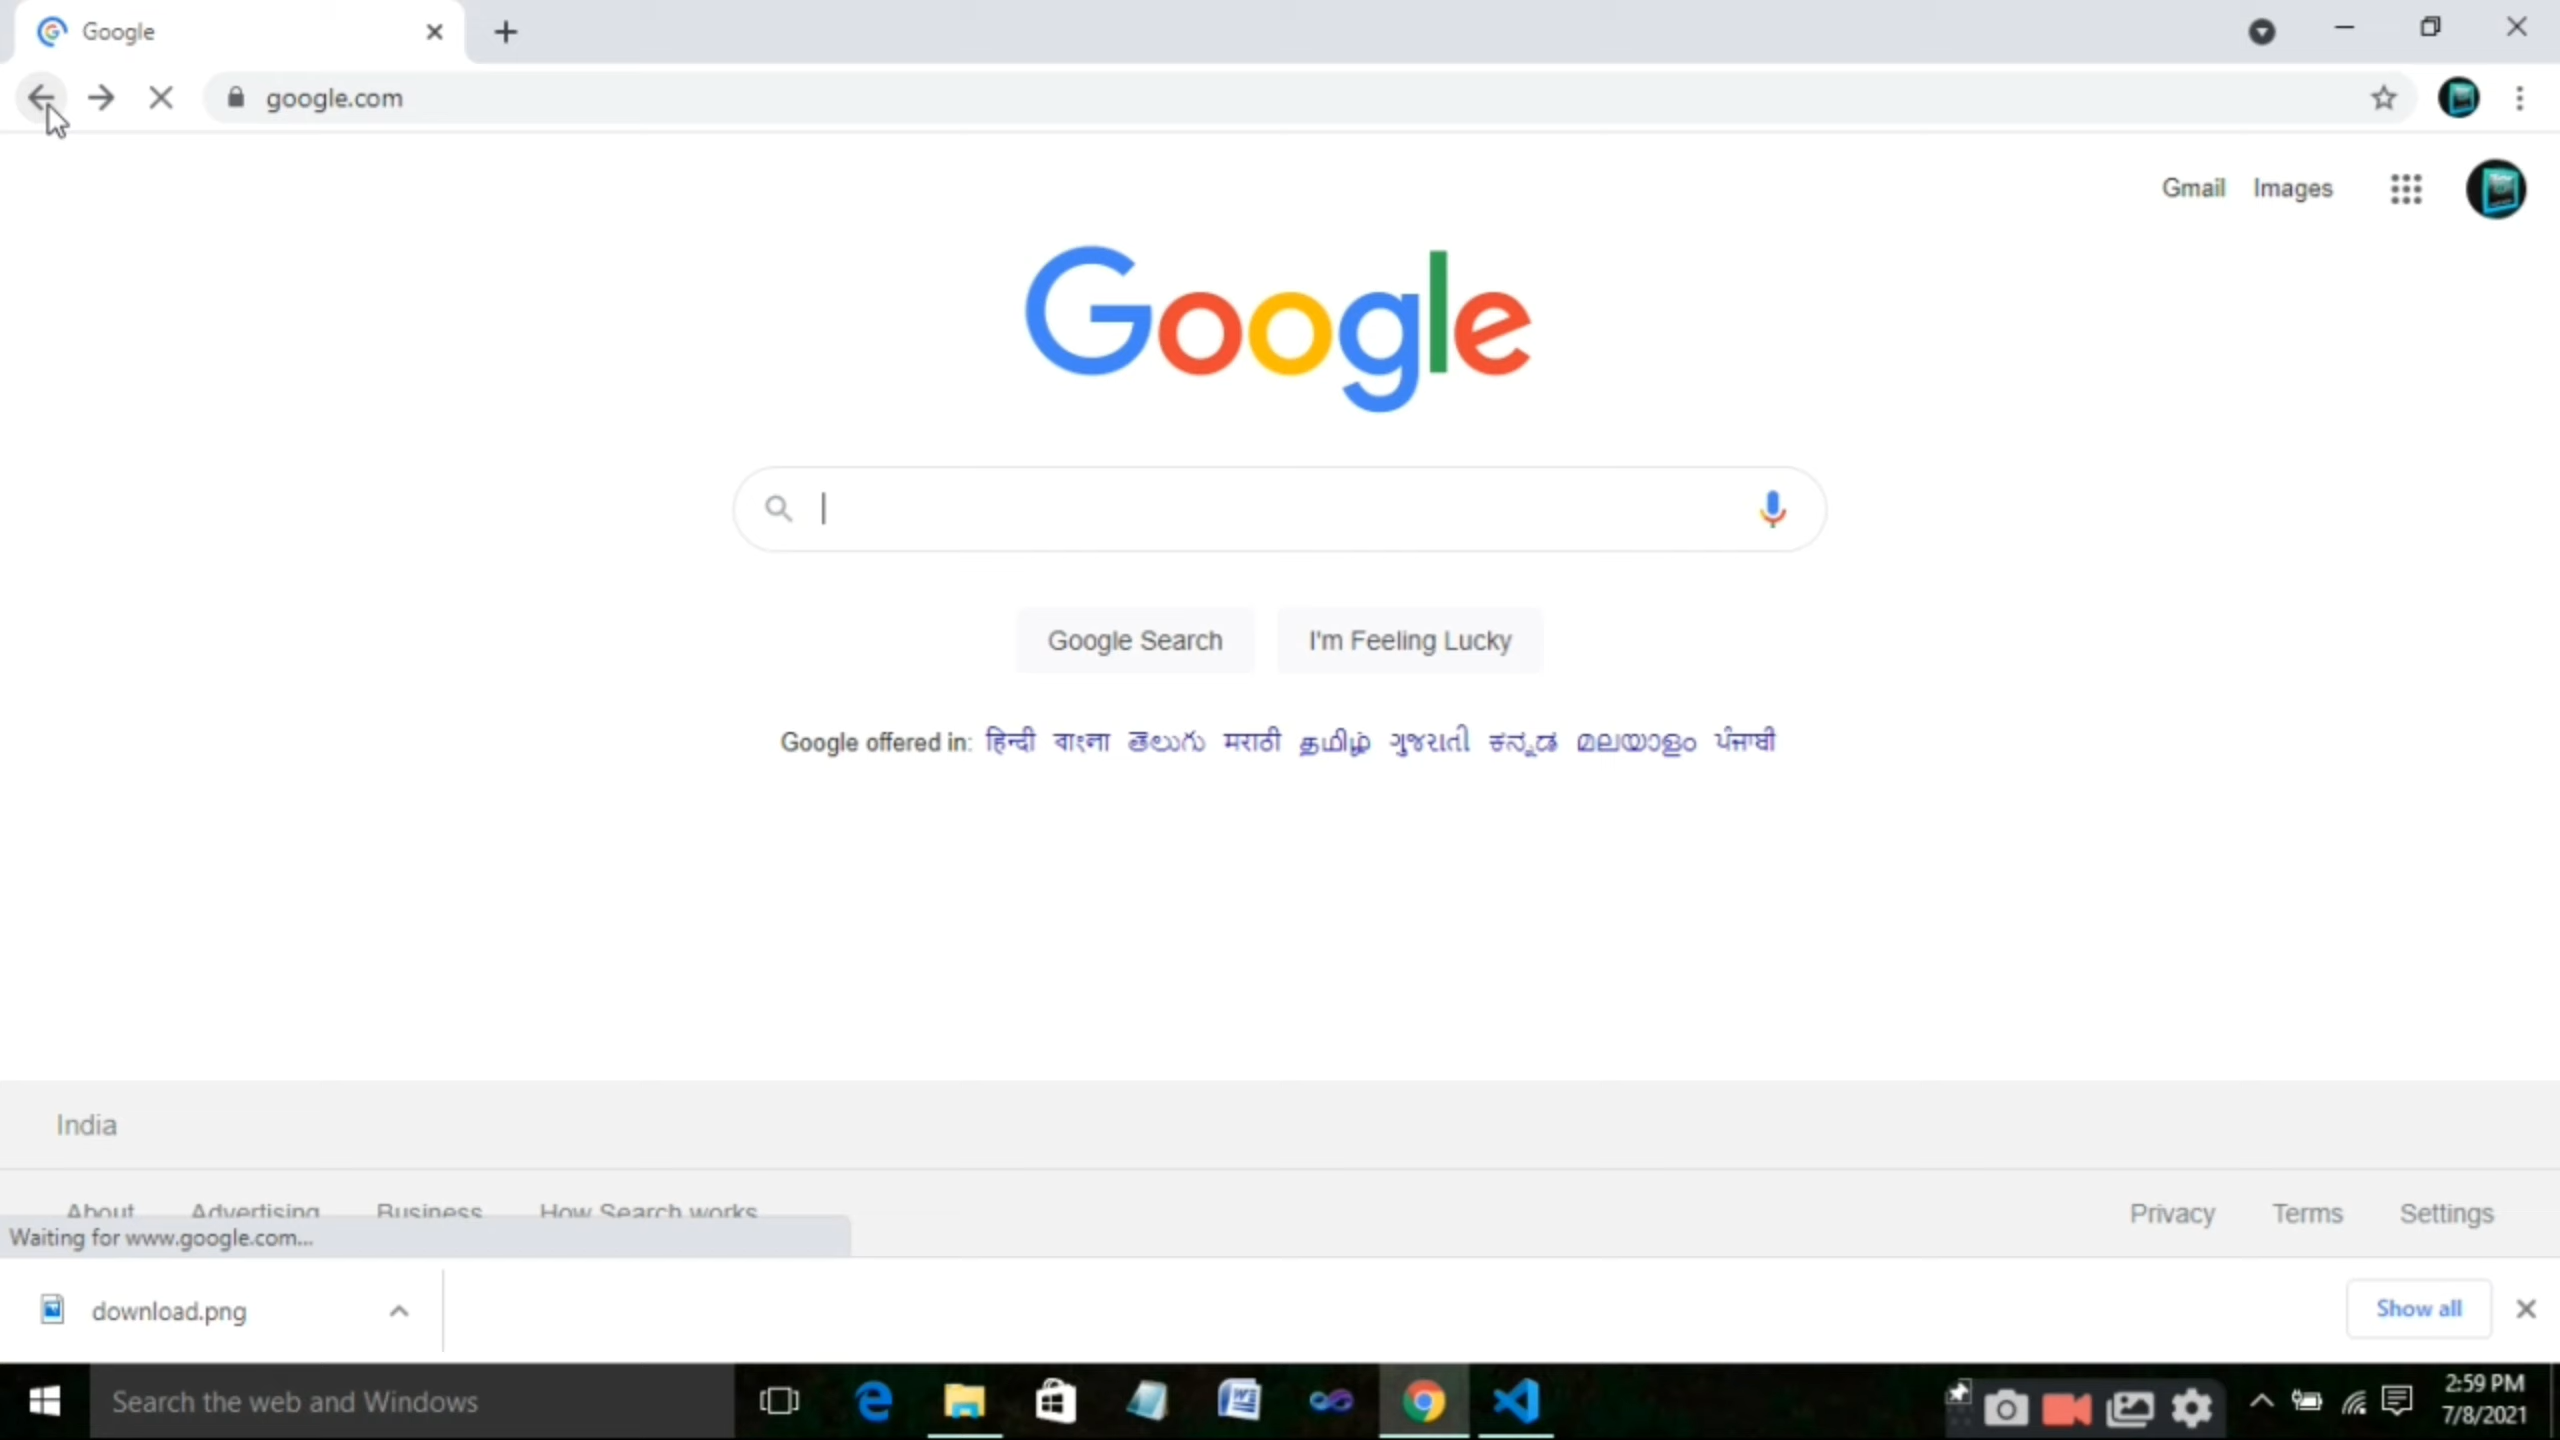 Google
google.com
Gmail Images
Google
Google Search I'm Feeling Lucky
Google offered in: हिन्दी বাংলা తెలుగు मराठी தமிழ் ગુજરાતી ಕನ್ನಡ മലയാളം ਪੰਜਾਬੀ
India
About Advertising Business How Search works Privacy Terms Settings
Waiting for www.google.com...
download.png Show all
Search the web and Windows
2:59 PM
7/8/2021